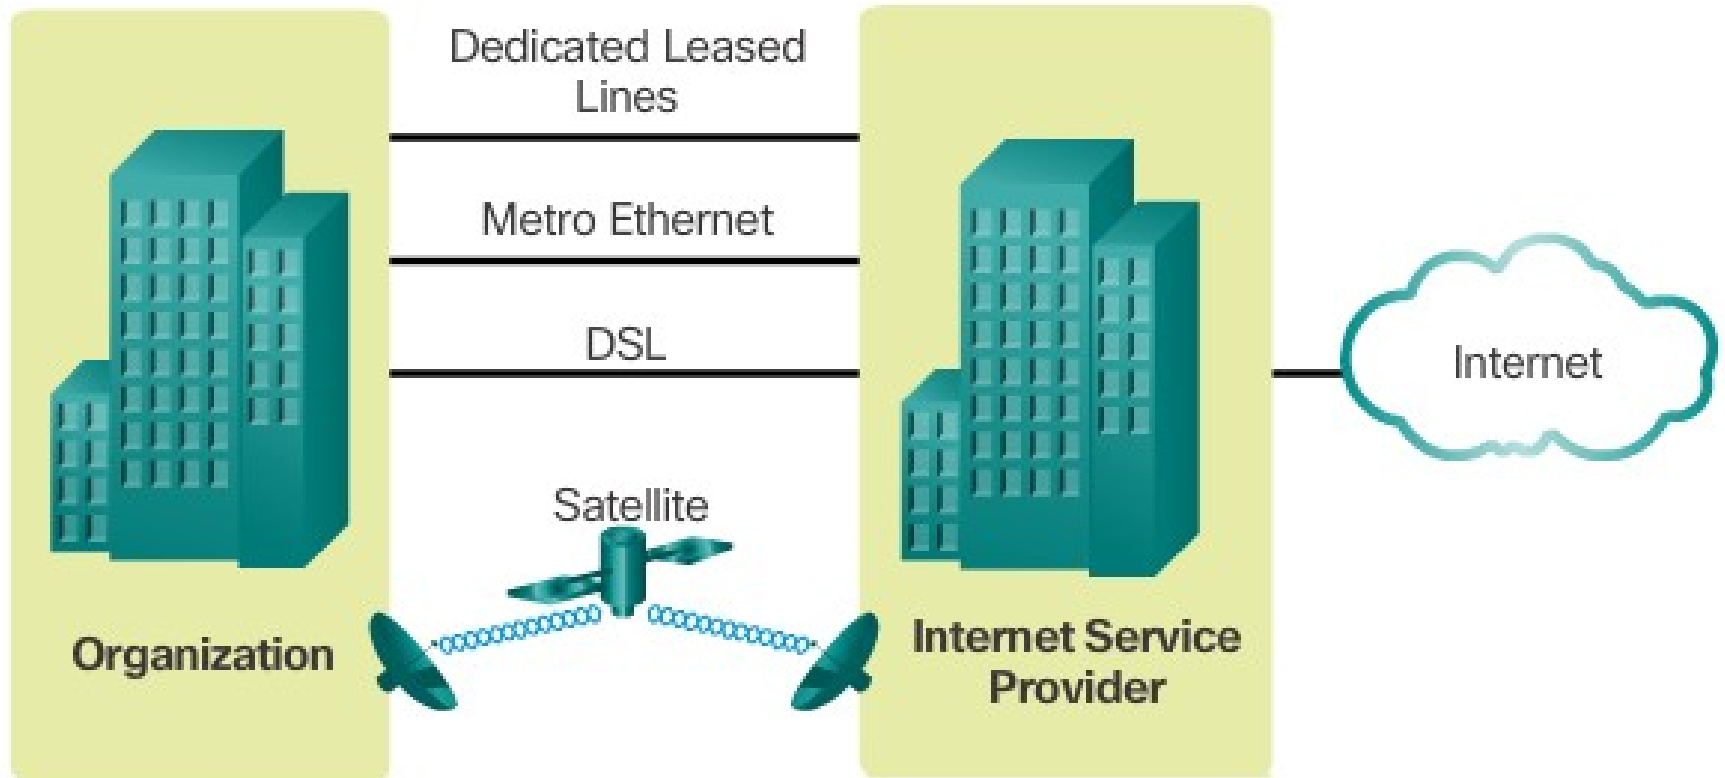 Dedicated Leased
Lines
Metro Ethernet
DSL
Satellite
Organization
Internet Service
Provider
Internet